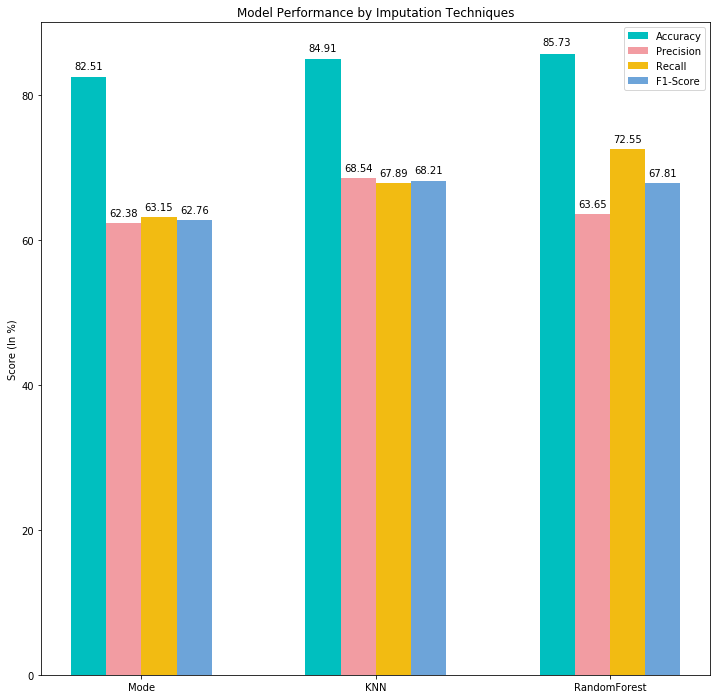 Model Performance by Imputation Techniques
Accuracy
Precision
Recall
F1-Score
Score (In %)
80
60
40
20
0
82.51
62.38
63.15
62.76
84.91
68.54
67.89
68.21
85.73
63.65
72.55
67.81
Mode
KNN
RandomForest